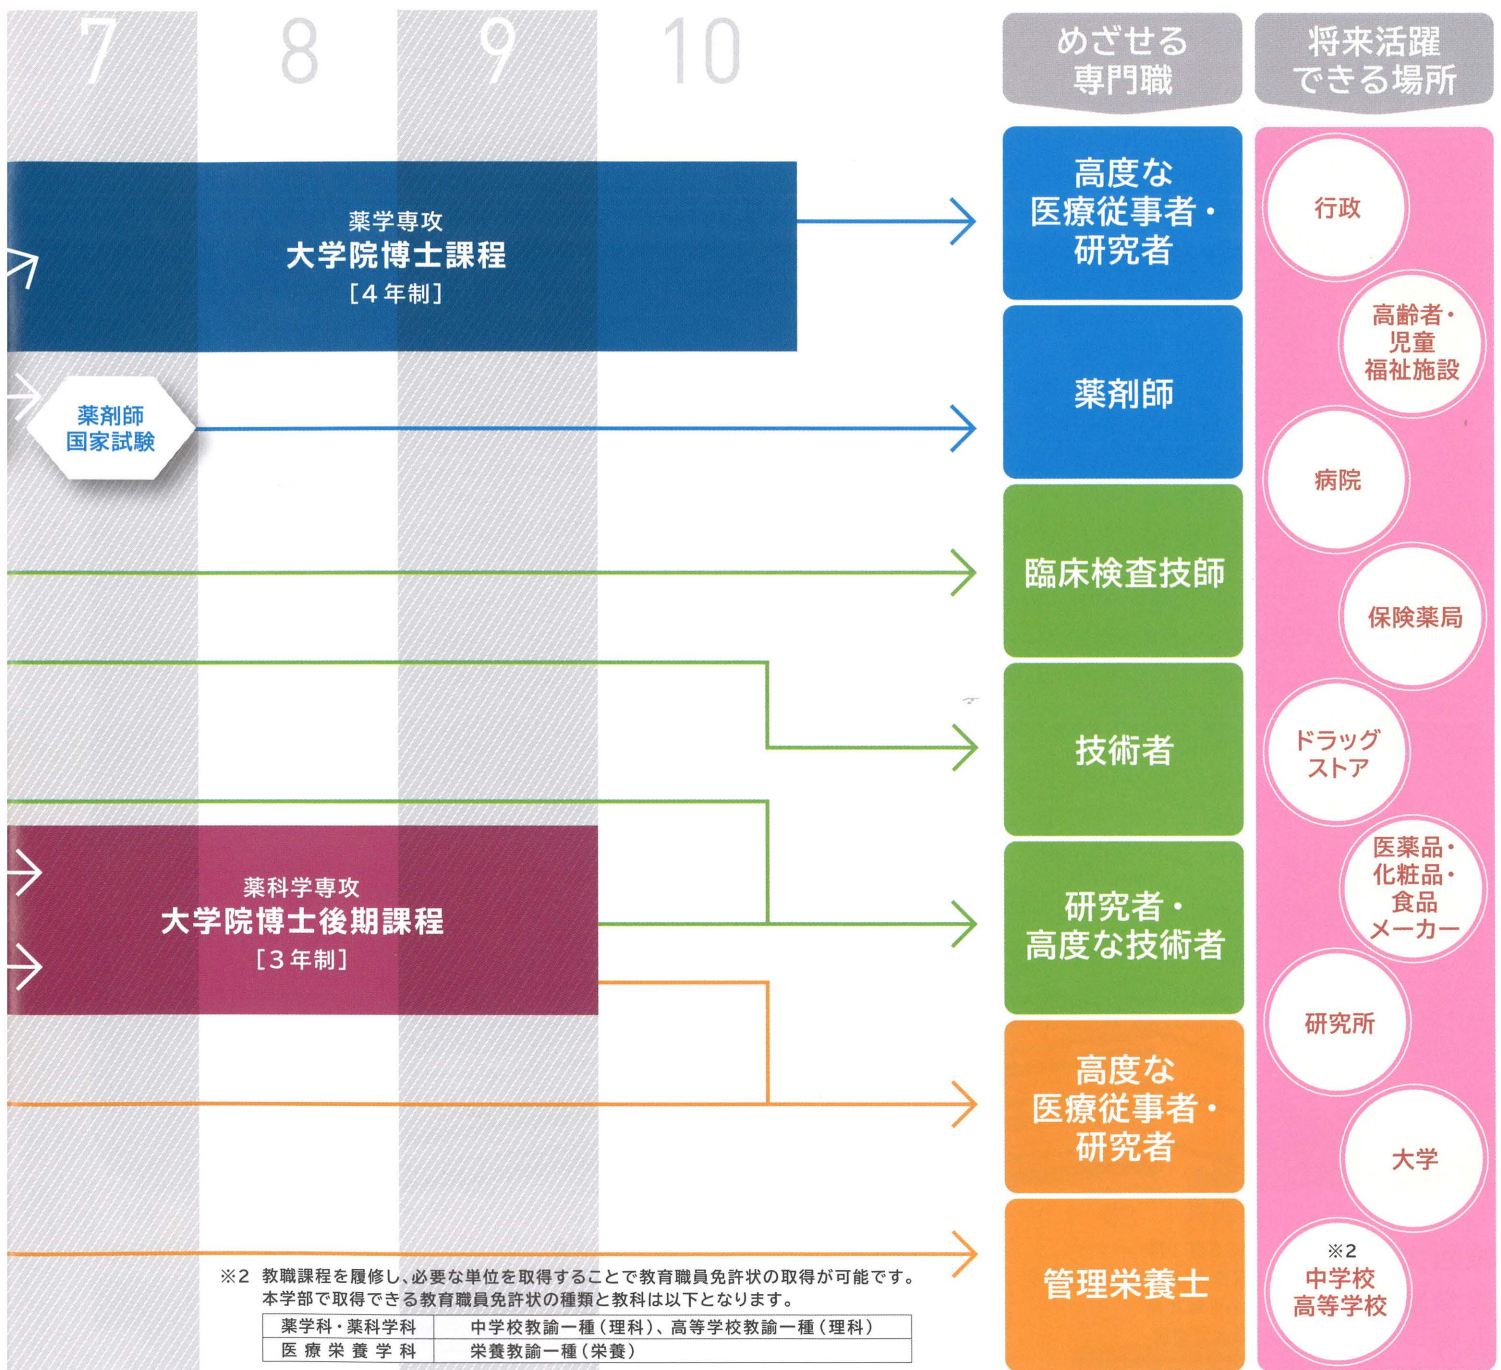 7
8
9
10
めざせる
専門職
将来活躍
できる場所
薬学専攻
大学院博士課程
[4年制]
薬剤師
国家試験
薬科学専攻
大学院博士後期課程
[3年制]
高度な
医療従事者・
研究者
薬剤師
臨床検査技師
技術者
研究者・
高度な技術者
高度な
医療従事者・
研究者
管理栄養士
行政
高齢者・
児童
福祉施設
病院
保険薬局
ドラッグ
ストア
医薬品・
化粧品・
食品
メーカー
研究所
大学
※2
中学校
高等学校
※2 教職課程を履修し、必要な単位を取得することで教育職員免許状の取得が可能です。
本学部で取得できる教育職員免許状の種類と教科は以下となります。
薬学科・薬科学科 中学校教諭一種(理科)、高等学校教諭一種(理科)
医療栄養学科 栄養教諭一種(栄養)